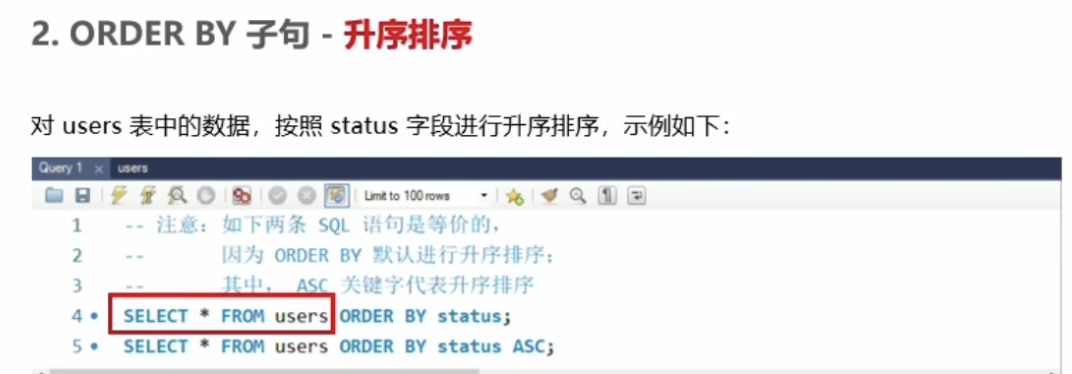 2. ORDER BY 子句 - 升序排序
对 users 表中的数据，按照 status 字段进行升序排序，示例如下：
Query 1 × users
Limit to 100 rows
1 -- 注意：如下两条 SQL 语句是等价的，
2 -- 因为 ORDER BY 默认进行升序排序；
3 -- 其中， ASC 关键字代表升序排序
4 • SELECT * FROM users ORDER BY status;
5 • SELECT * FROM users ORDER BY status ASC;